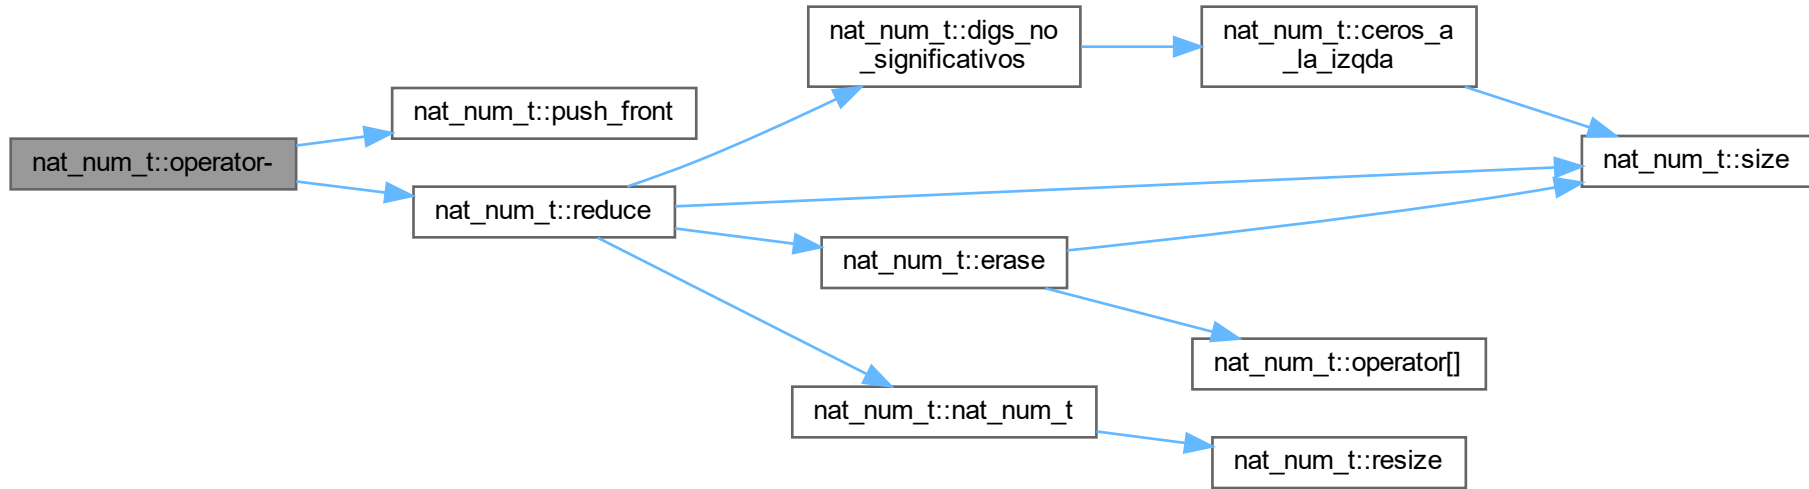 nat_num_t::operator-
nat_num_t::push_front
nat_num_t::reduce
nat_num_t::digs_no
_significativos
nat_num_t::ceros_a
_la_izqda
nat_num_t::size
nat_num_t::erase
nat_num_t::operator[]
nat_num_t::nat_num_t
nat_num_t::resize